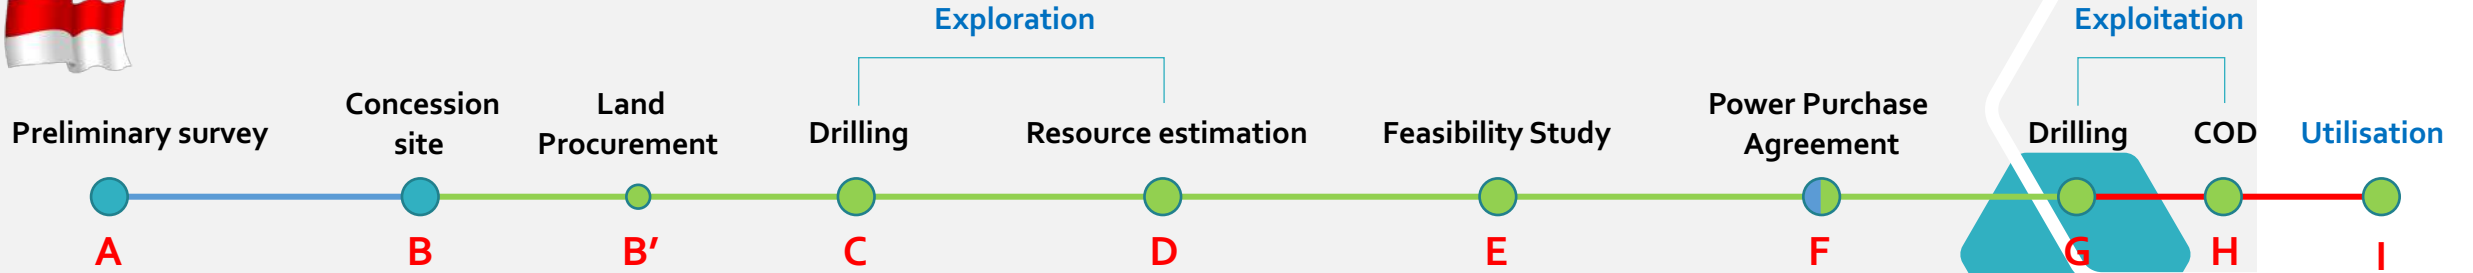 Exploration
Exploitation
Preliminary survey
Concession
site
Land
Procurement
Drilling
Resource estimation
Feasibility Study
Power Purchase
Agreement
Drilling
COD
Utilisation
A
B
B′
C
D
E
F
G
H
I